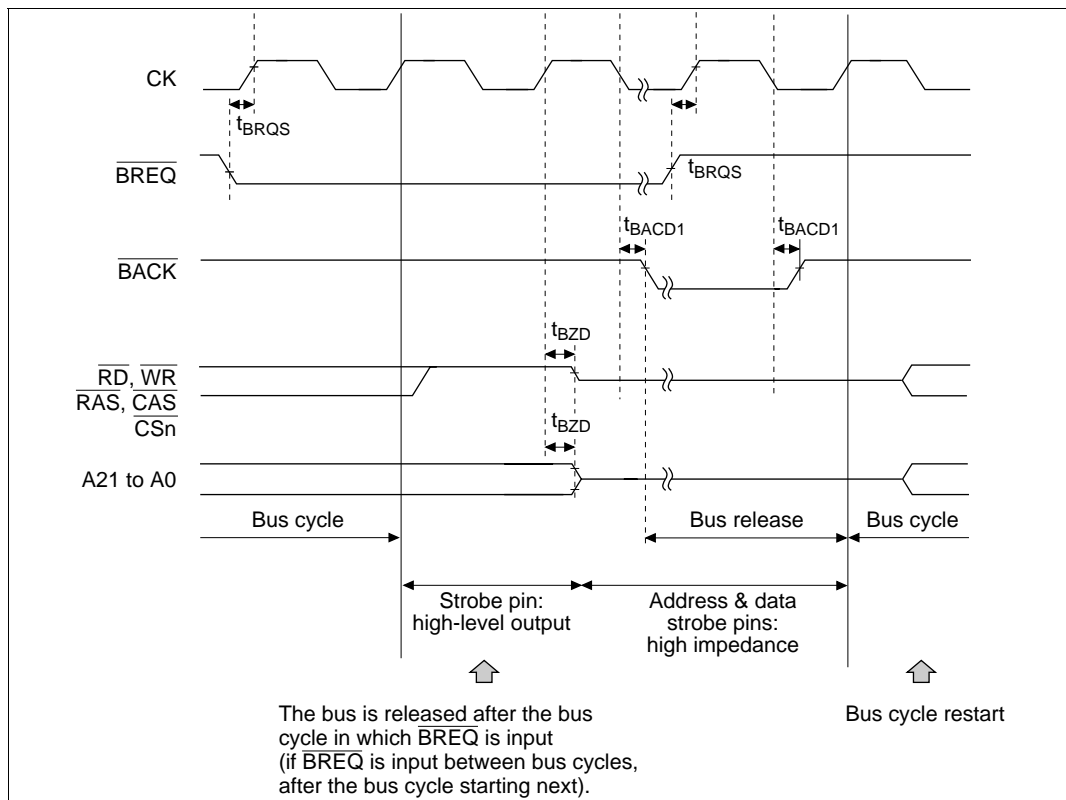 CK
tBRQS
BREQ
tBRQS
tBACD1
tBACD1
BACK
tBZD
RD, WR
RAS, CAS
CSn
tBZD
A21 to A0
Bus cycle
Bus release
Bus cycle
Strobe pin:
high-level output
Address & data
strobe pins:
high impedance
The bus is released after the bus
cycle in which BREQ is input
(if BREQ is input between bus cycles,
after the bus cycle starting next).
Bus cycle restart